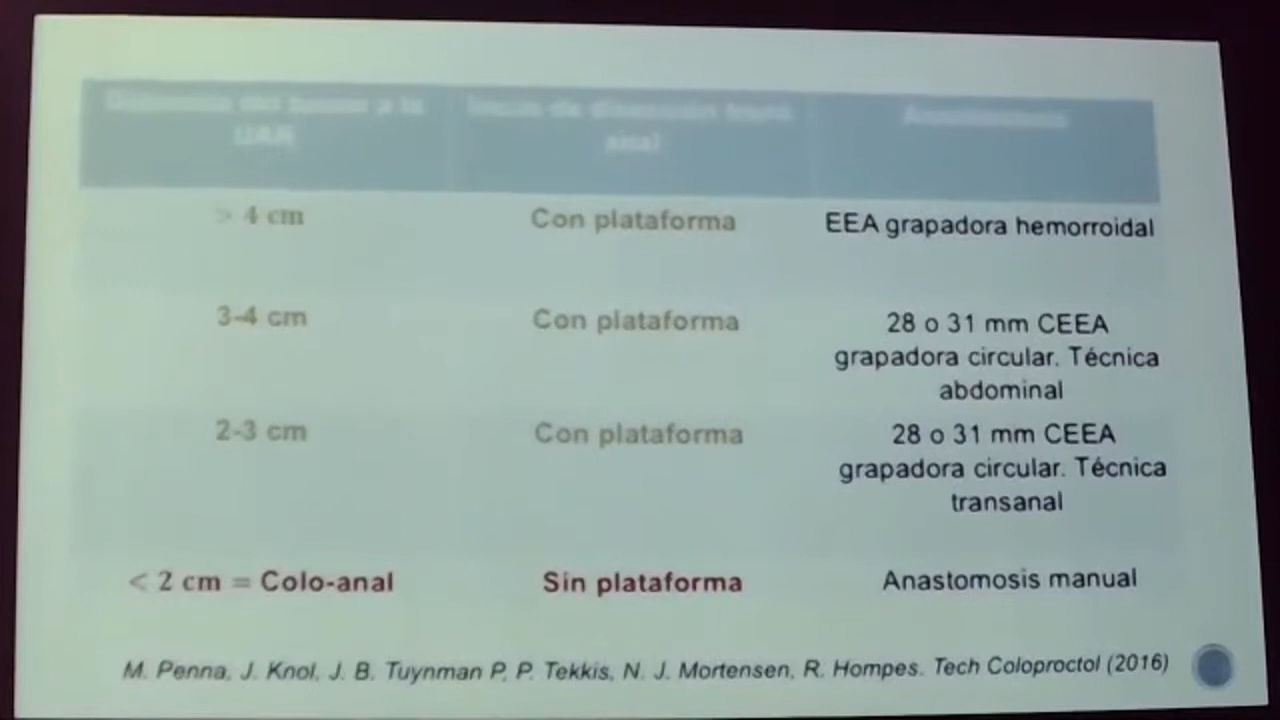 > 4 cm Con plataforma EEA grapadora hemorroidal
3-4 cm Con plataforma 28 o 31 mm CEEA
grapadora circular. Técnica
abdominal
2-3 cm Con plataforma 28 o 31 mm CEEA
grapadora circular. Técnica
transanal
< 2 cm = Colo-anal Sin plataforma Anastomosis manual
M. Penna, J. Knol, J. B. Tuynman P. P. Tekkis, N. J. Mortensen, R. Hompes. Tech Coloproctol (2016)